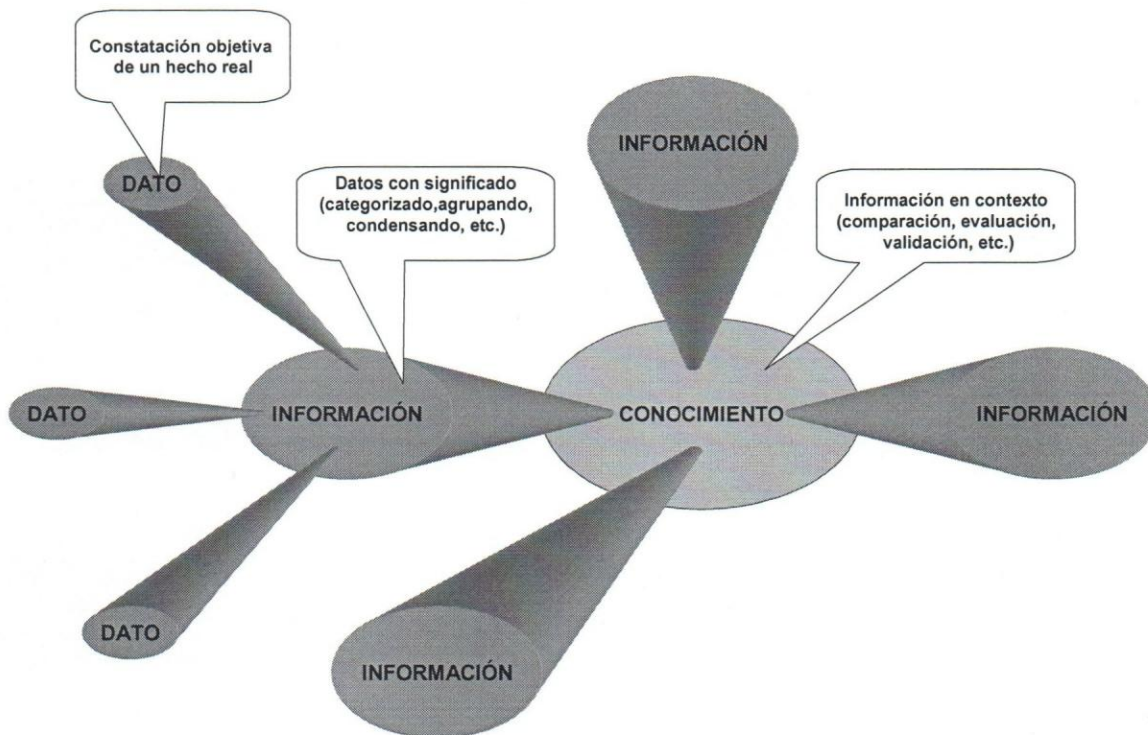 Constatación objetiva
de un hecho real
DATO
Datos con significado
(categorizado,agrupando,
condensando, etc.)
INFORMACIÓN
Información en contexto
(comparación, evaluación,
validación, etc.)
DATO
INFORMACIÓN
CONOCIMIENTO
INFORMACIÓN
DATO
INFORMACIÓN